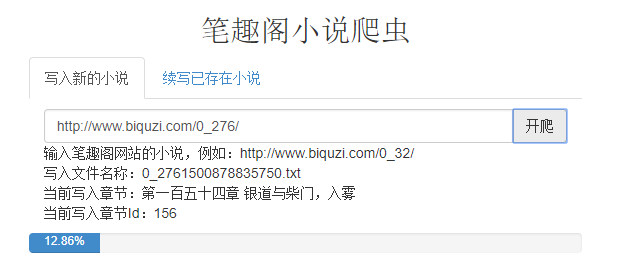 笔趣阁小说爬虫
写入新的小说 续写已存在小说
http://www.biquzi.com/0_276/ 开爬
输入笔趣阁网站的小说，例如：http://www.biquzi.com/0_32/
写入文件名称：0_2761500878835750.txt
当前写入章节：第一百五十四章 银道与柴门，入雾
当前写入章节Id：156
12.86%